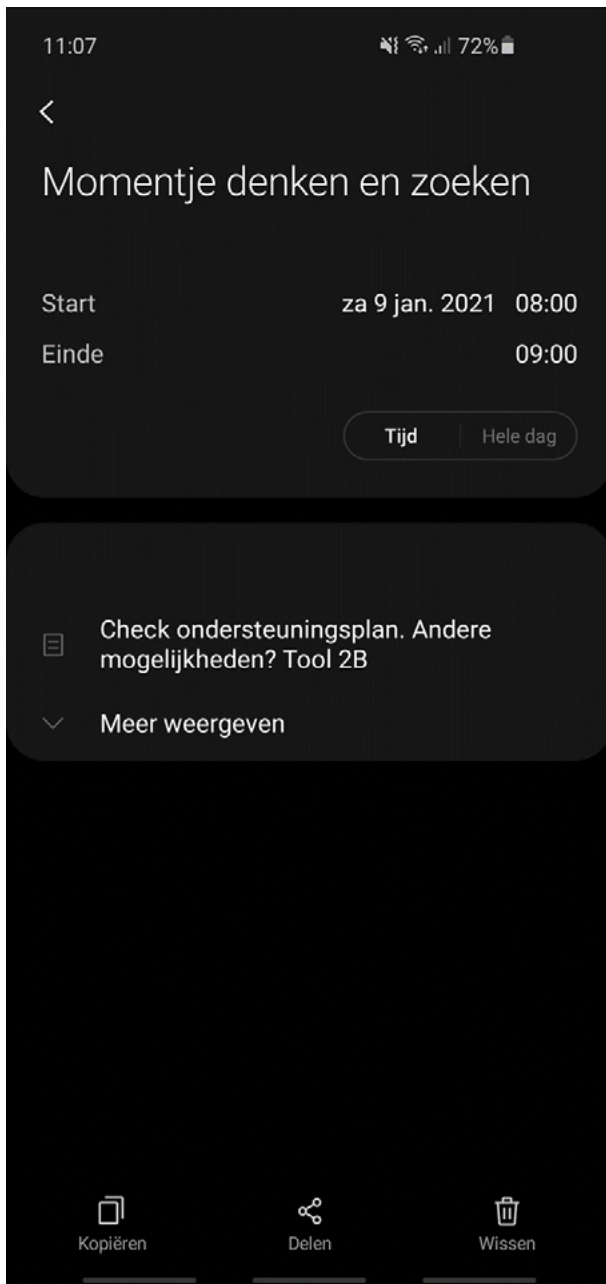 11:07 72%
Momentje denken en zoeken
Start za 9 jan. 2021 08:00
Einde 09:00
Tijd Hele dag
Check ondersteuningsplan. Andere
mogelijkheden? Tool 2B
Meer weergeven
Kopiëren Delen Wissen